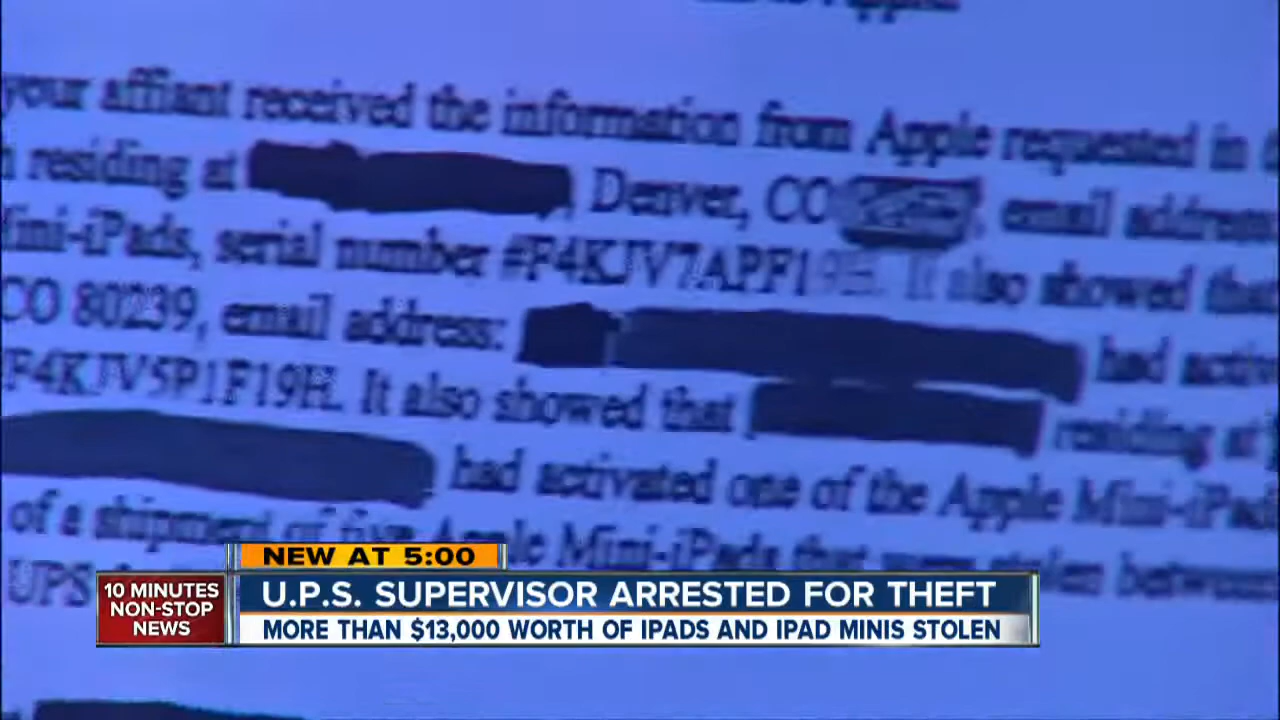 your affiant received the information from Apple requested in
residing at Denver, CO email address
Mini-iPads, serial number #F4KJV7APF19H. It also showed that
CO 80239, email address: had activ
F4KJV5P1F19H. It also showed that residing at
had activated one of the Apple Mini-iPads
of a shipment of five Apple Mini-iPads that were stolen between
UPS
NEW AT 5:00
10 MINUTES
NON-STOP
NEWS
U.P.S. SUPERVISOR ARRESTED FOR THEFT
MORE THAN $13,000 WORTH OF IPADS AND IPAD MINIS STOLEN